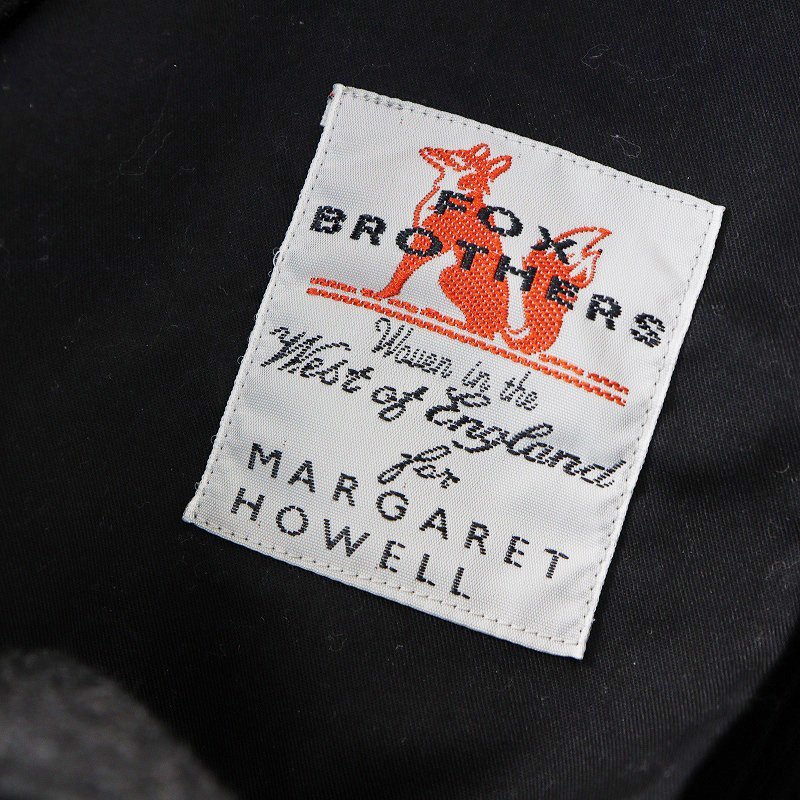 FOX
BROTHERS
Woven in the
West of England
for
MARGARET
HOWELL